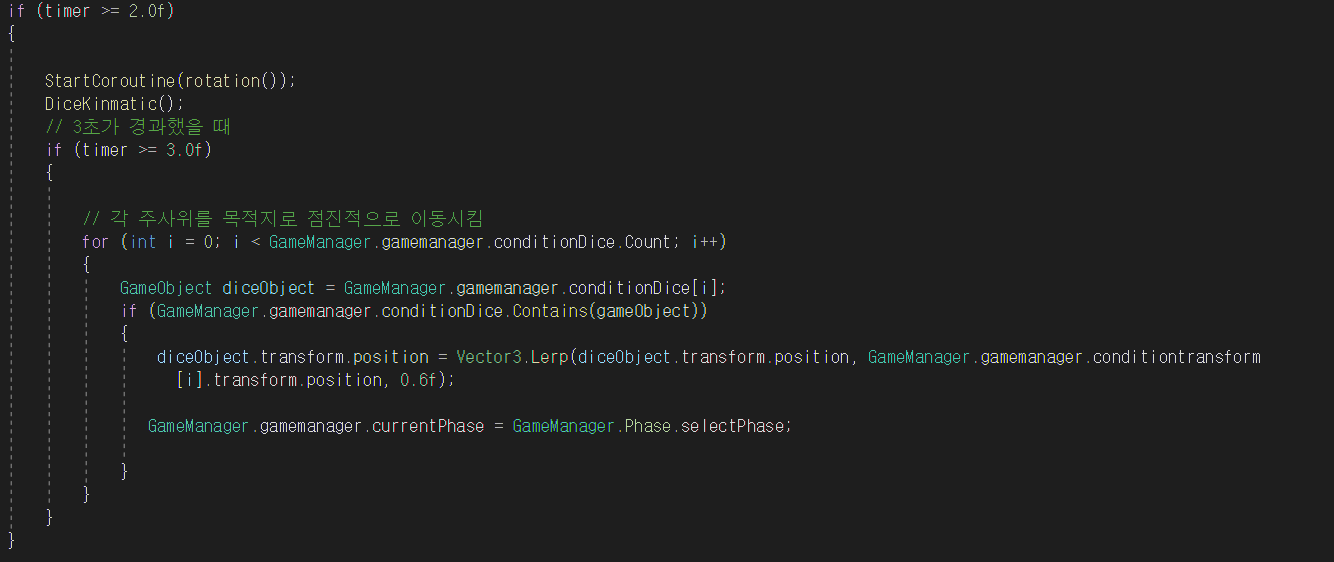 if (timer >= 2.0f)
{
StartCoroutine(rotation());
DiceKinmatic();
// 3초가 경과했을 때
if (timer >= 3.0f)
{
// 각 주사위를 목적지로 점진적으로 이동시킴
for (int i = 0; i < GameManager.gamemanager.conditionDice.Count; i++)
{
GameObject diceObject = GameManager.gamemanager.conditionDice[i];
if (GameManager.gamemanager.conditionDice.Contains(gameObject))
{
diceObject.transform.position = Vector3.Lerp(diceObject.transform.position, GameManager.gamemanager.conditiontransform
[i].transform.position, 0.6f);
GameManager.gamemanager.currentPhase = GameManager.Phase.selectPhase;
}
}
}
}